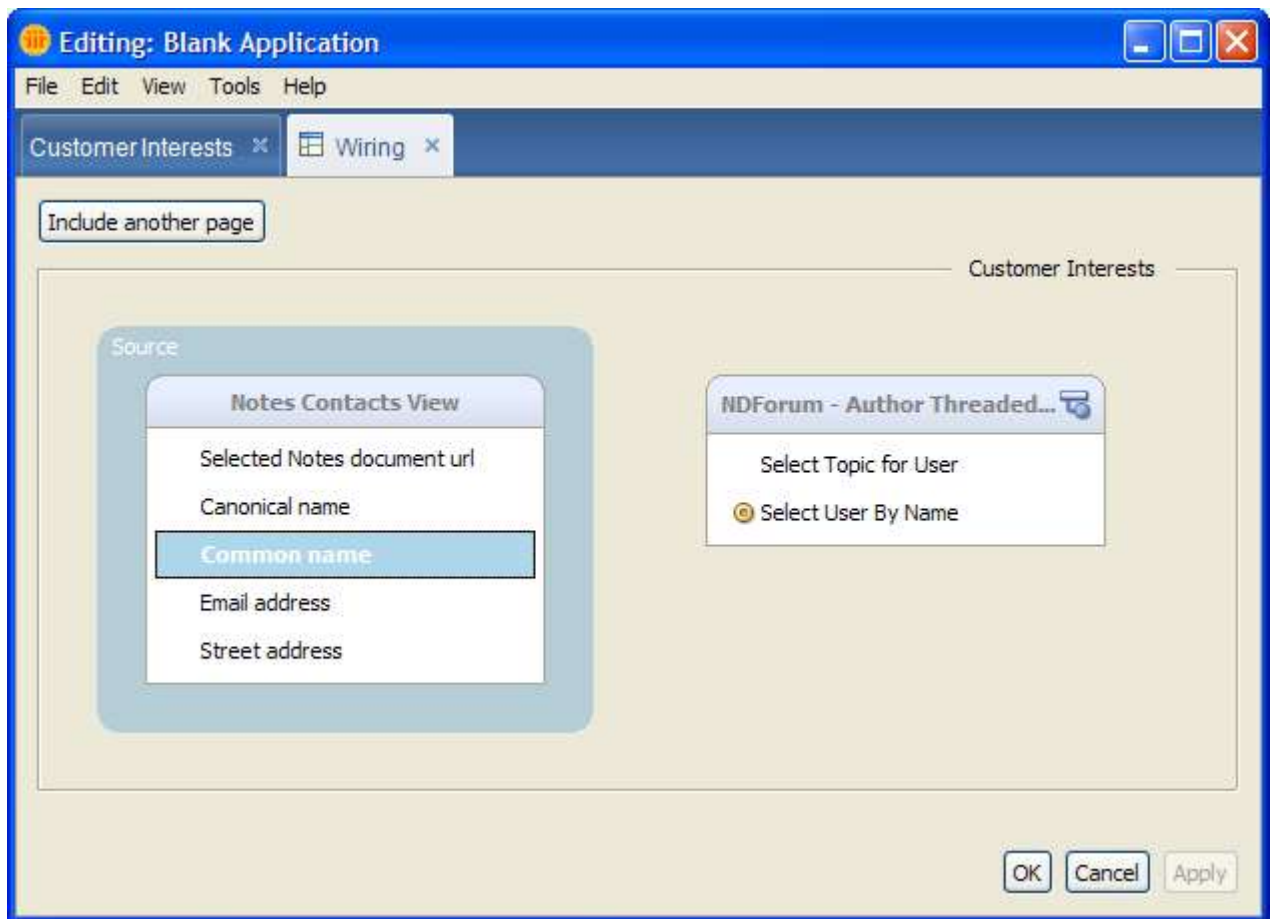 Editing: Blank Application
File Edit View Tools Help
Customer Interests Wiring
Include another page
Customer Interests
Source
Notes Contacts View
Selected Notes document url
Canonical name
Common name
Email address
Street address
NDForum - Author Threaded...
Select Topic for User
Select User By Name
OK Cancel Apply